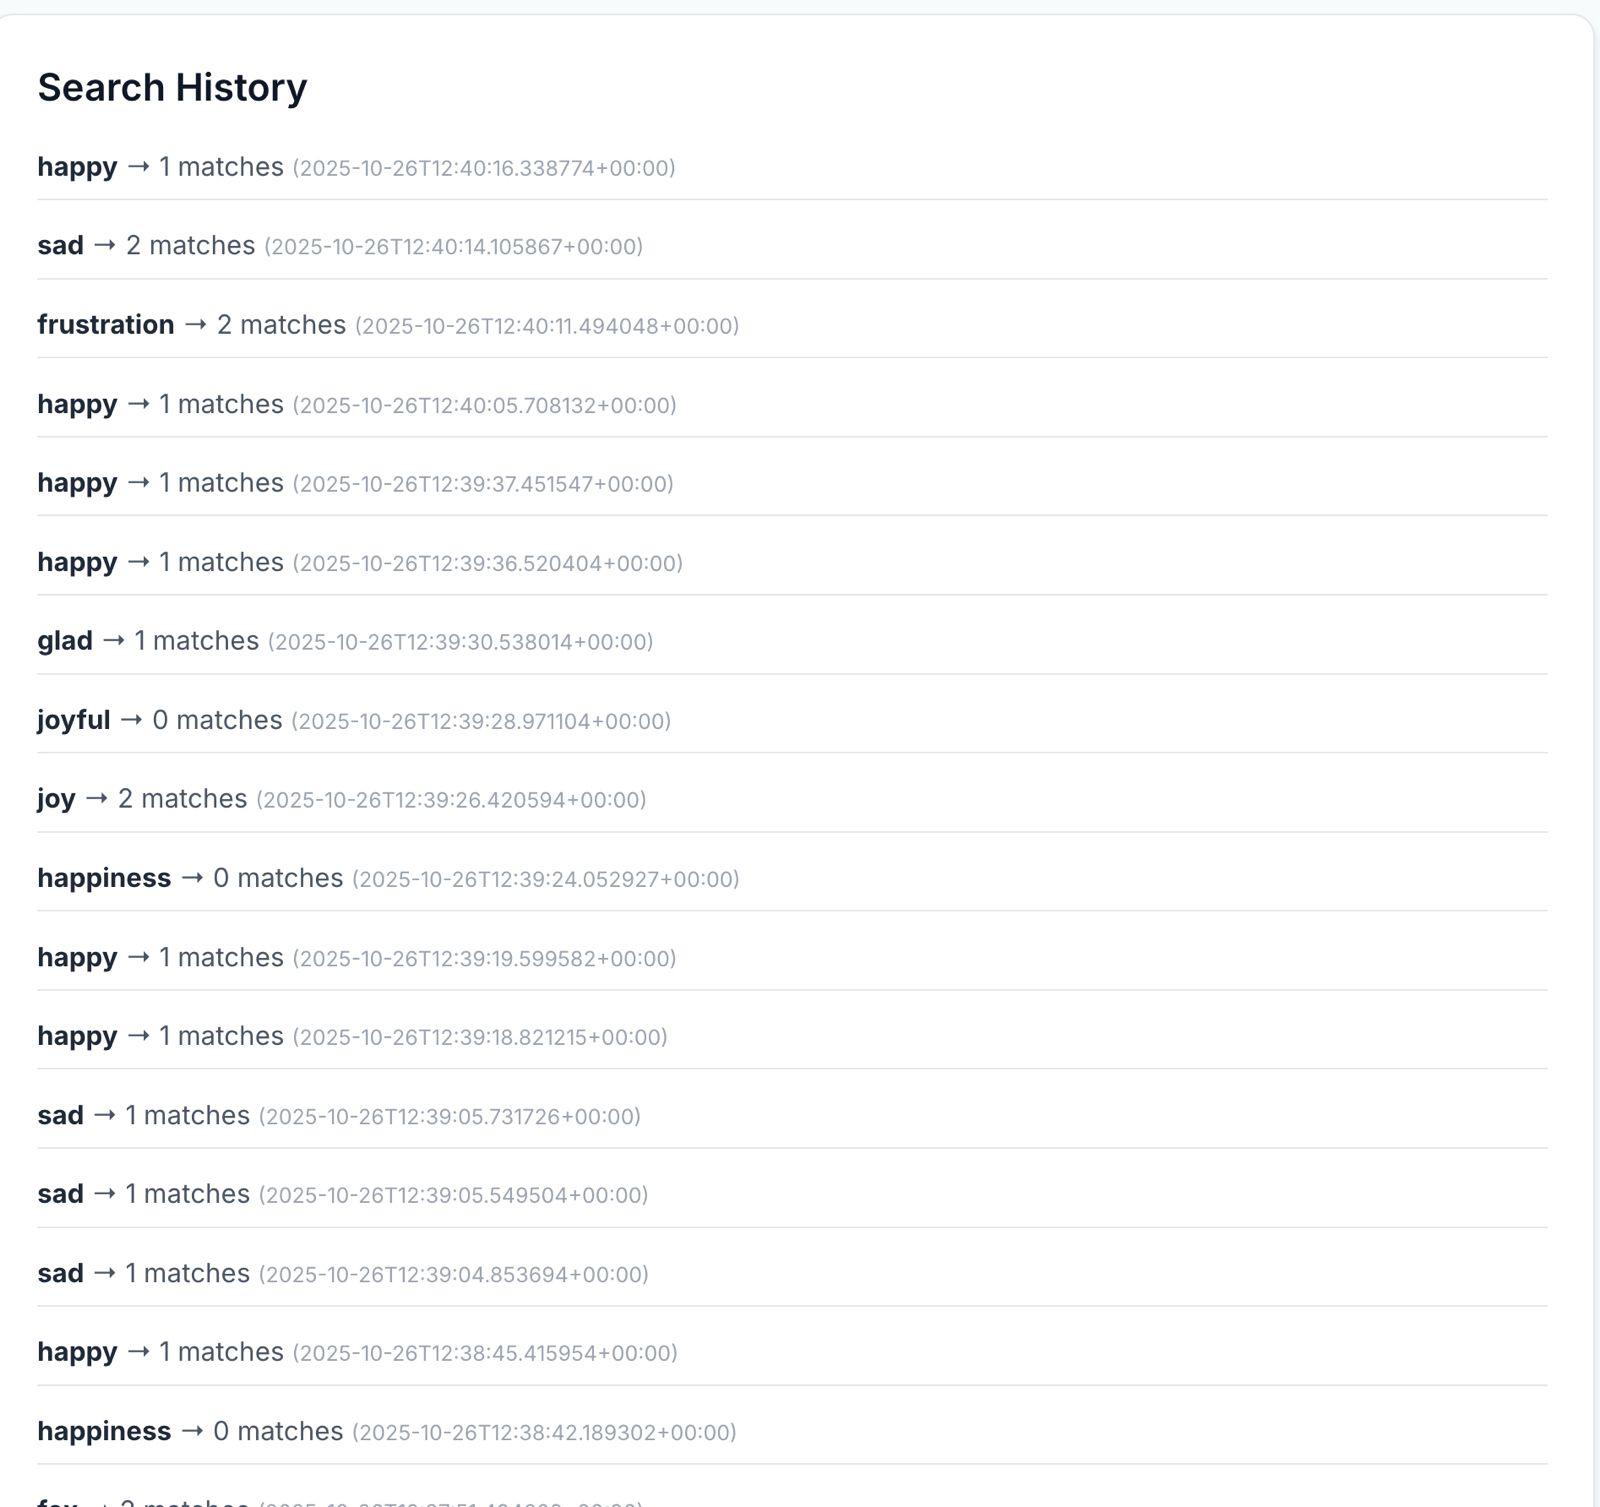 Search History
happy → 1 matches (2025-10-26T12:40:16.338774+00:00)
sad → 2 matches (2025-10-26T12:40:14.105867+00:00)
frustration → 2 matches (2025-10-26T12:40:11.494048+00:00)
happy → 1 matches (2025-10-26T12:40:05.708132+00:00)
happy → 1 matches (2025-10-26T12:39:37.451547+00:00)
happy → 1 matches (2025-10-26T12:39:36.520404+00:00)
glad → 1 matches (2025-10-26T12:39:30.538014+00:00)
joyful → 0 matches (2025-10-26T12:39:28.971104+00:00)
joy → 2 matches (2025-10-26T12:39:26.420594+00:00)
happiness → 0 matches (2025-10-26T12:39:24.052927+00:00)
happy → 1 matches (2025-10-26T12:39:19.599582+00:00)
happy → 1 matches (2025-10-26T12:39:18.821215+00:00)
sad → 1 matches (2025-10-26T12:39:05.731726+00:00)
sad → 1 matches (2025-10-26T12:39:05.549504+00:00)
sad → 1 matches (2025-10-26T12:39:04.853694+00:00)
happy → 1 matches (2025-10-26T12:38:45.415954+00:00)
happiness → 0 matches (2025-10-26T12:38:42.189302+00:00)
matches